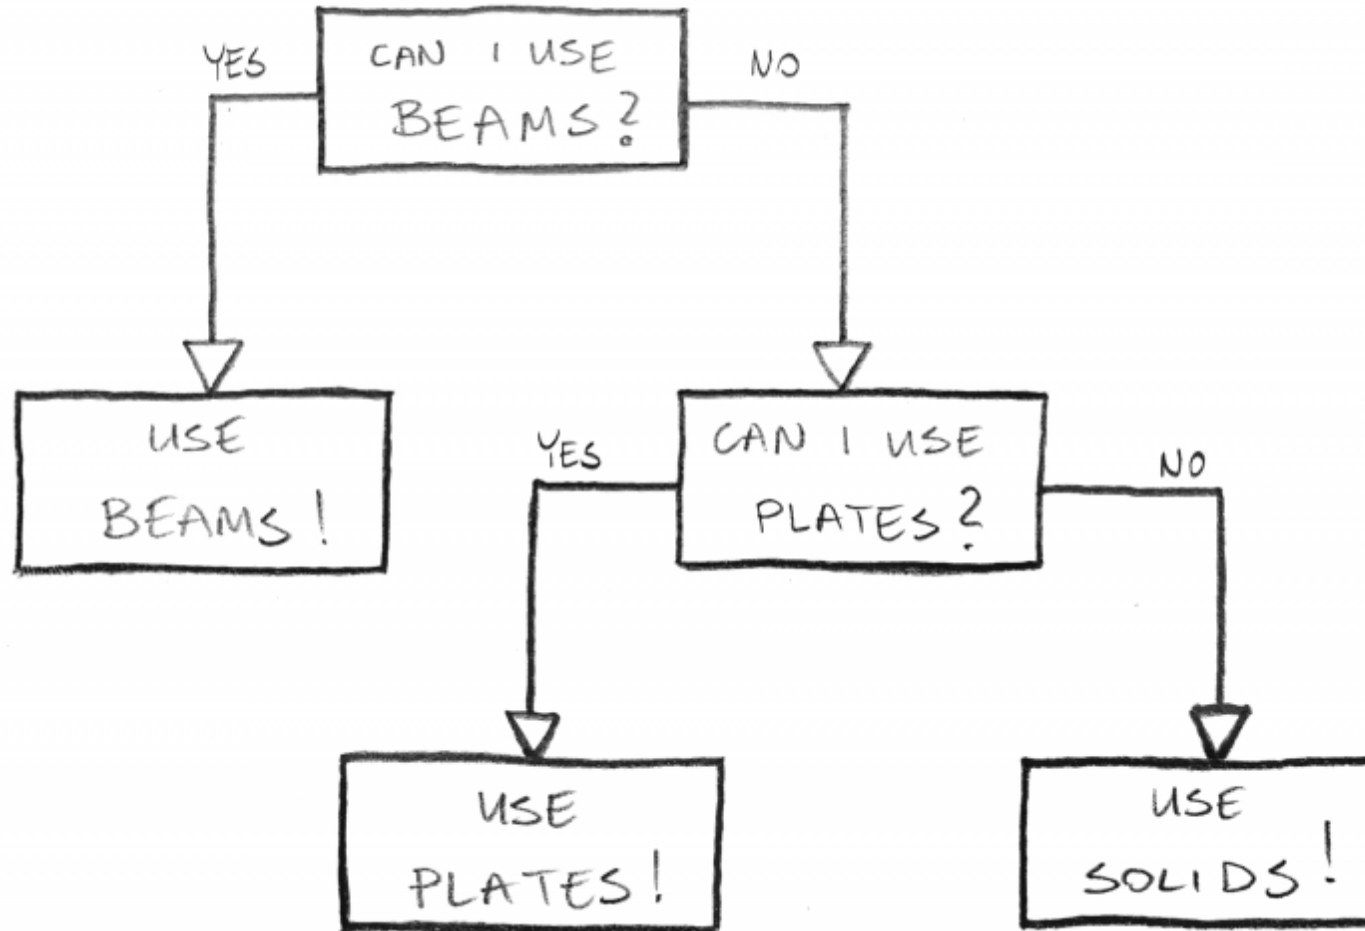 CAN I USE
BEAMS?
YES
NO
USE
BEAMS!
CAN I USE
PLATES?
YES
NO
USE
PLATES!
USE
SOLIDS!